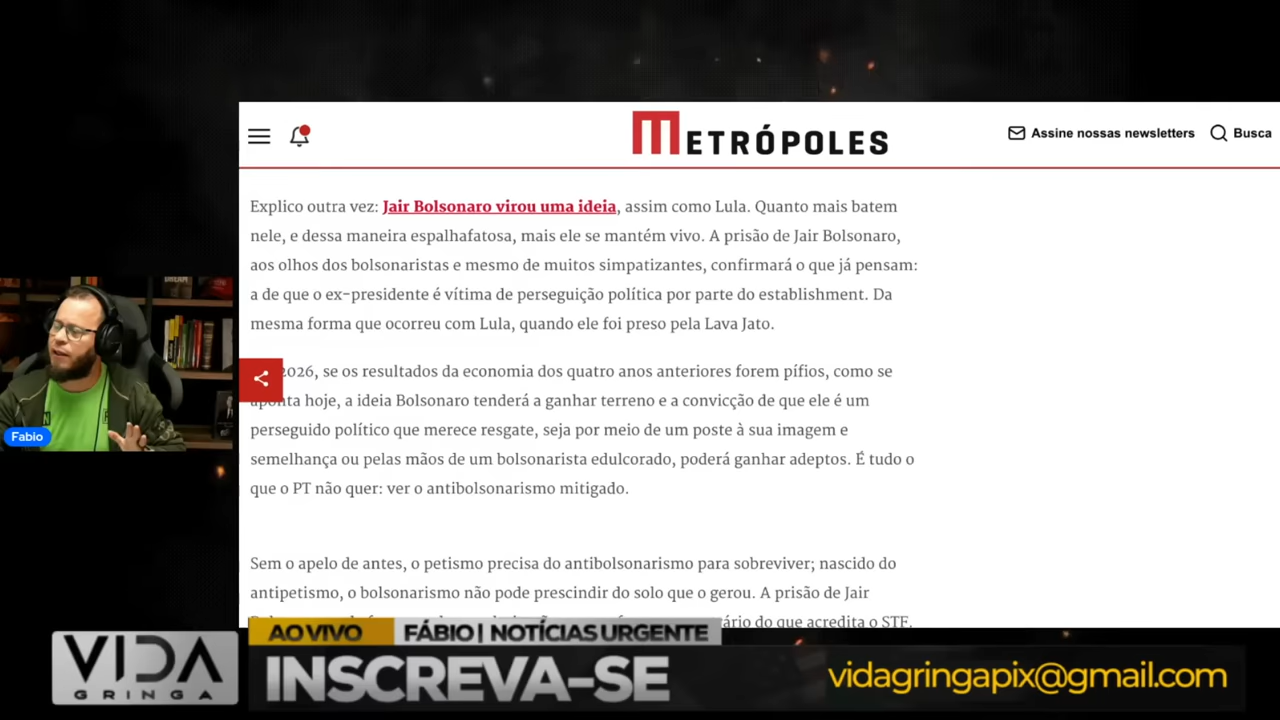 METRÓPOLES
Assine nossas newsletters
Busca
Explico outra vez: Jair Bolsonaro virou uma ideia, assim como Lula. Quanto mais batem
nele, e dessa maneira espalhafatosa, mais ele se mantém vivo. A prisão de Jair Bolsonaro,
aos olhos dos bolsonaristas e mesmo de muitos simpatizantes, confirmará o que já pensam:
a de que o ex-presidente é vítima de perseguição política por parte do establishment. Da
mesma forma que ocorreu com Lula, quando ele foi preso pela Lava Jato.
2026, se os resultados da economia dos quatro anos anteriores forem pífios, como se
aponta hoje, a ideia Bolsonaro tenderá a ganhar terreno e a convicção de que ele é um
perseguido político que merece resgate, seja por meio de um poste à sua imagem e
semelhança ou pelas mãos de um bolsonarista edulcorado, poderá ganhar adeptos. É tudo o
que o PT não quer: ver o antibolsonarismo mitigado.
Sem o apelo de antes, o petismo precisa do antibolsonarismo para sobreviver; nascido do
antipetismo, o bolsonarismo não pode prescindir do solo que o gerou. A prisão de Jair
que acredita o STF.
Fabio
VIDA
GRINGA
AO VIVO
FÁBIO | NOTÍCIAS URGENTE
INSCREVA-SE
vidagringapix@gmail.com